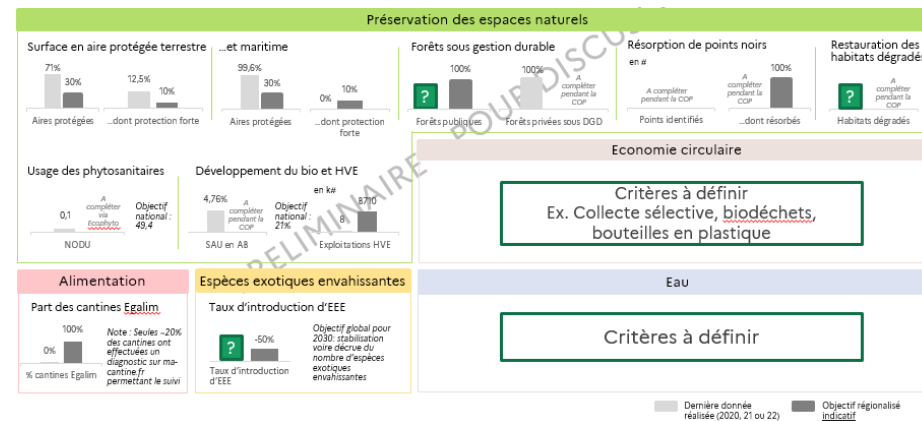 Préservation des espaces naturels
Surface en aire protégée terrestre
71%
30%
Aires protégées
12,5%
10%
...dont protection forte
...et maritime
99,6%
30%
Aires protégées
0%
10%
...dont protection
forte
Forêts sous gestion durable
?
100%
Forêts publiques
100%
A
compléter
pendant la
COP
Forêts privées sous DGD
Résorption de points noirs
en #
A compléter
pendant la COP
Points identifiés
A
compléter
pendant la
COP
100%
...dont résorbés
Restauration des
habitats dégradés
?
A
compléter
pendant la
COP
Habitats dégradés
Usage des phytosanitaires
0,1
A
compléter
via
Ecophyto
Objectif
national :
49,4
NODU
Développement du bio et HVE
4,76%
A
compléter
pendant la
COP
Objectif
national :
21%
SAU en AB
en k#
8
8710
Exploitations HVE
Economie circulaire
Critères à définir
Ex. Collecte sélective, biodéchets,
bouteilles en plastique
Alimentation
Part des cantines Egalim
0%
100%
% cantines Egalim
Note : Seules ~20%
des cantines ont
effectuées un
diagnostic sur ma-
cantine.fr
permettant le suivi
Espèces exotiques envahissantes
Taux d'introduction d'EEE
?
-50%
Taux d'introduction
d'EEE
Objectif global pour
2030: stabilisation
voire décrue du
nombre d'espèces
exotiques
envahissantes
Eau
Critères à définir
Dernière donnée
réalisée (2020, 21 ou 22)
Objectif régionalisé
indicatif